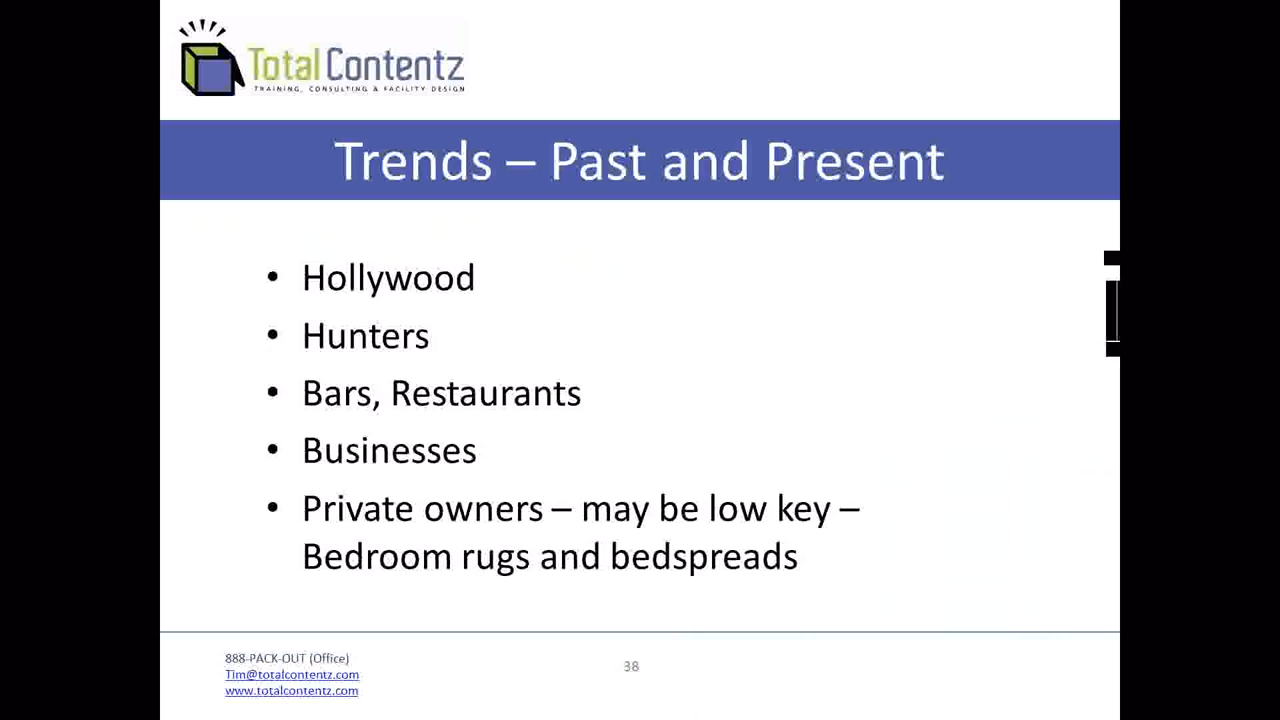 Total Contentz
TRAINING, CONSULTING & FACILITY DESIGN
Trends – Past and Present
• Hollywood
• Hunters
• Bars, Restaurants
• Businesses
• Private owners – may be low key –
Bedroom rugs and bedspreads
888-PACK-OUT (Office)
Tim@totalcontentz.com
www.totalcontentz.com
38